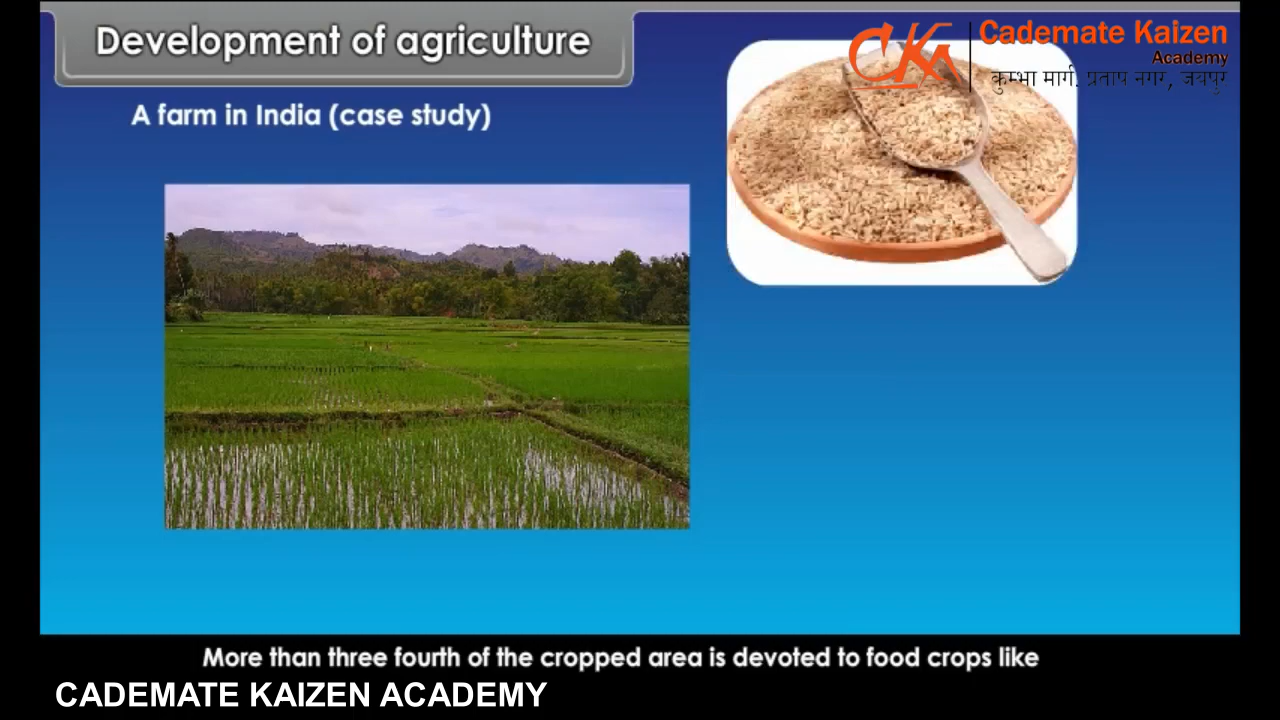 Development of agriculture
A farm in India (case study)
CKA
Cademate Kaizen
Academy
कुम्भा मार्ग, प्रताप नगर, जयपुर
More than three fourth of the cropped area is devoted to food crops like
CADEMATE KAIZEN ACADEMY